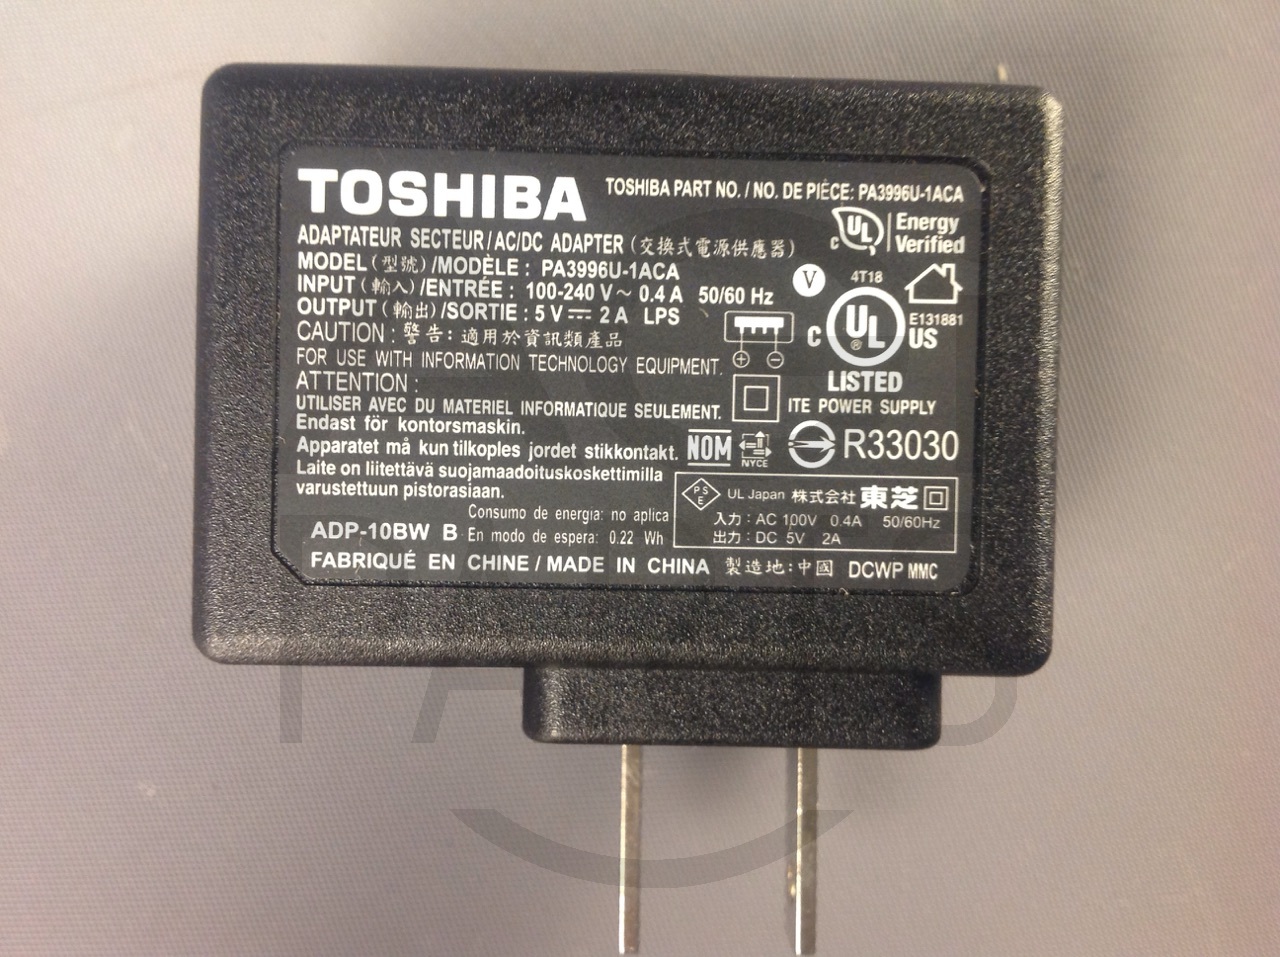 TOSHIBA
TOSHIBA PART NO. / NO. DE PIÈCE: PA3996U-1ACA
ADAPTATEUR SECTEUR/AC/DC ADAPTER (交換式電源供應器)
UL c Energy Verified
MODEL (型號) /MODÈLE : PA3996U-1ACA
INPUT (輸入) /ENTRÉE : 100-240 V ~ 0.4 A 50/60 Hz
V
4T18
OUTPUT (輸出) /SORTIE : 5 V ⎓ 2 A LPS
E131881
C UL US
CAUTION : 警告: 適用於資訊類產品
+ −
FOR USE WITH INFORMATION TECHNOLOGY EQUIPMENT.
LISTED
ATTENTION :
UTILISER AVEC DU MATERIEL INFORMATIQUE SEULEMENT.
ITE POWER SUPPLY
Endast för kontorsmaskin.
Apparatet må kun tilkoples jordet stikkontakt.
NOM NYCE R33030
Laite on liitettävä suojamaadoituskoskettimilla
varustettuun pistorasiaan.
PSE UL Japan 株式会社 東芝
入力 : AC 100V 0.4A 50/60Hz
出力 : DC 5V 2A
Consumo de energia: no aplica
ADP-10BW B En modo de espera: 0.22 Wh
FABRIQUÉ EN CHINE / MADE IN CHINA 製造地:中國 DCWP MMC